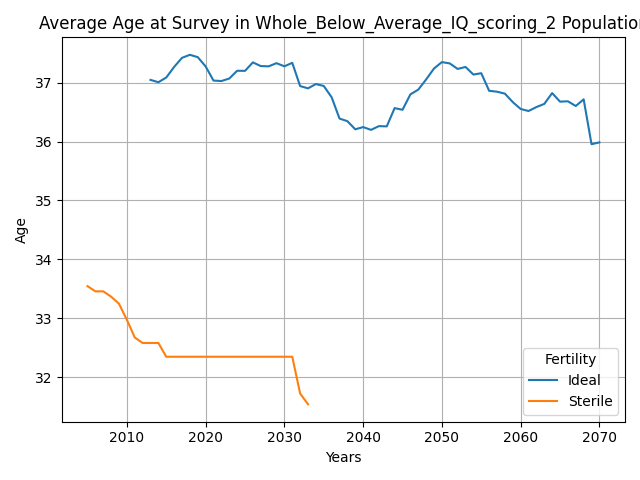 Average Age at Survey in Whole_Below_Average_IQ_scoring_2 Population
37
36
35
34
33
32
Age
2010 2020 2030 2040 2050 2060 2070
Years
Fertility
Ideal
Sterile